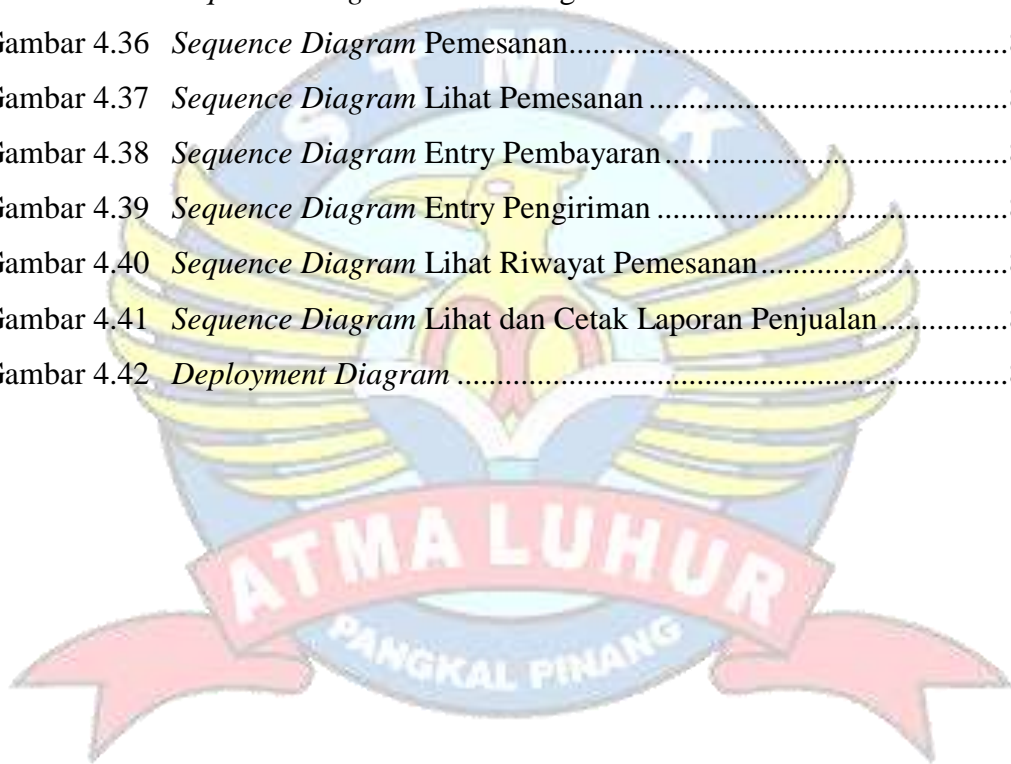 Gambar 4.36 Sequence Diagram Pemesanan
Gambar 4.37 Sequence Diagram Lihat Pemesanan
Gambar 4.38 Sequence Diagram Entry Pembayaran
Gambar 4.39 Sequence Diagram Entry Pengiriman
Gambar 4.40 Sequence Diagram Lihat Riwayat Pemesanan
Gambar 4.41 Sequence Diagram Lihat dan Cetak Laporan Penjualan
Gambar 4.42 Deployment Diagram
STMIK
ATMA LUHUR
PANGKAL PINANG